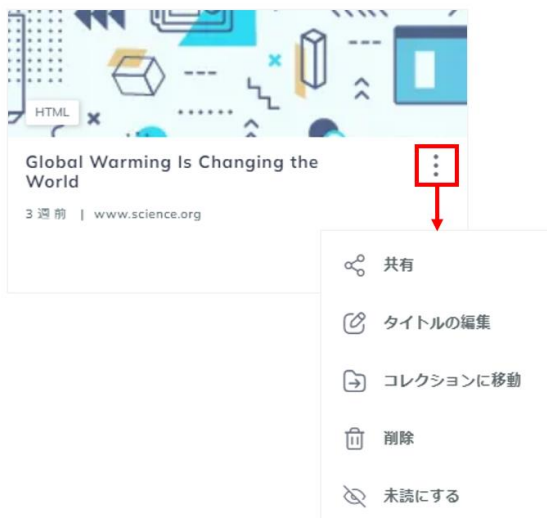 HTML
Global Warming Is Changing the
World
3 週前 | www.science.org
共有
タイトルの編集
コレクションに移動
削除
未読にする